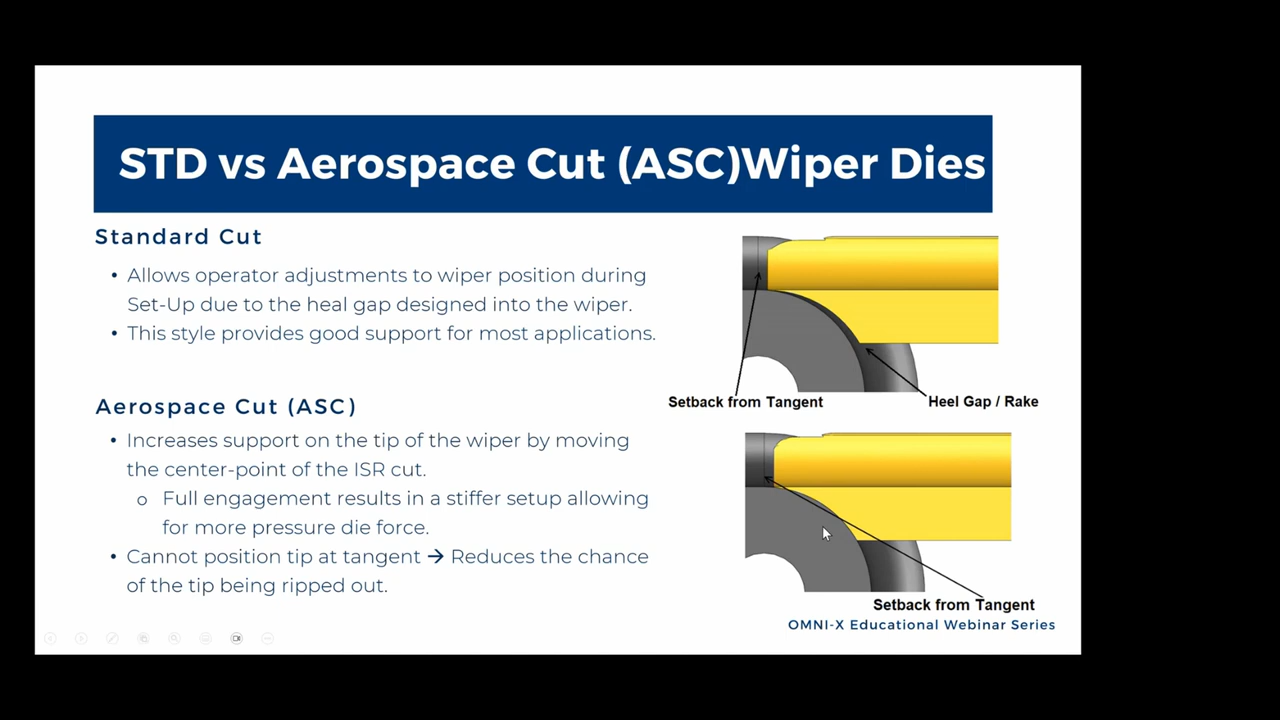 STD vs Aerospace Cut (ASC)Wiper Dies
Standard Cut
• Allows operator adjustments to wiper position during
Set-Up due to the heal gap designed into the wiper.
• This style provides good support for most applications.
Setback from Tangent
Heel Gap / Rake
Aerospace Cut (ASC)
• Increases support on the tip of the wiper by moving
the center-point of the ISR cut.
o Full engagement results in a stiffer setup allowing
for more pressure die force.
• Cannot position tip at tangent → Reduces the chance
of the tip being ripped out.
Setback from Tangent
OMNI-X Educational Webinar Series